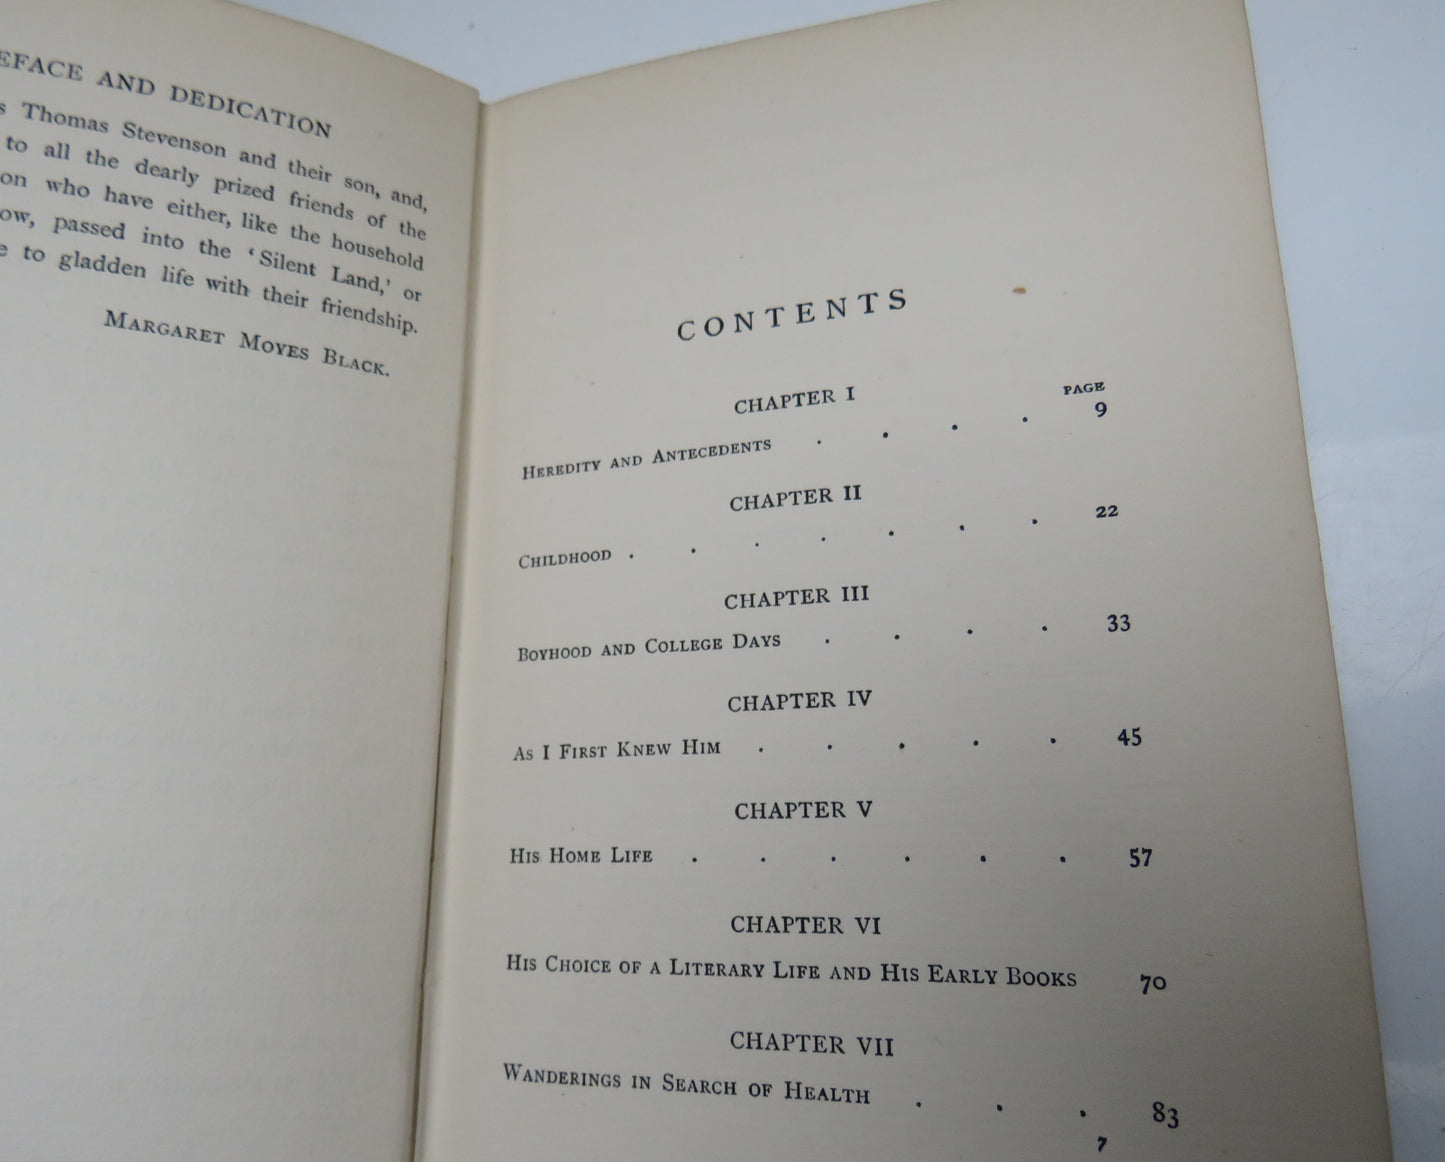 AND DEDICATION
Thomas Stevenson and their son, and,
to all the dearly prized friends of the
who have either, like the household
passed into the ‘Silent Land,’ or
to gladden life with their friendship.
MARGARET MOYES BLACK.
CONTENTS
CHAPTER I
PAGE
HEREDITY AND ANTECEDENTS . . . . 9
CHAPTER II
CHILDHOOD . . . . . . . 22
CHAPTER III
BOYHOOD AND COLLEGE DAYS . . . . 33
CHAPTER IV
AS I FIRST KNEW HIM . . . . . 45
CHAPTER V
HIS HOME LIFE . . . . . . 57
CHAPTER VI
HIS CHOICE OF A LITERARY LIFE AND HIS EARLY BOOKS 70
CHAPTER VII
WANDERINGS IN SEARCH OF HEALTH . . . 83
7